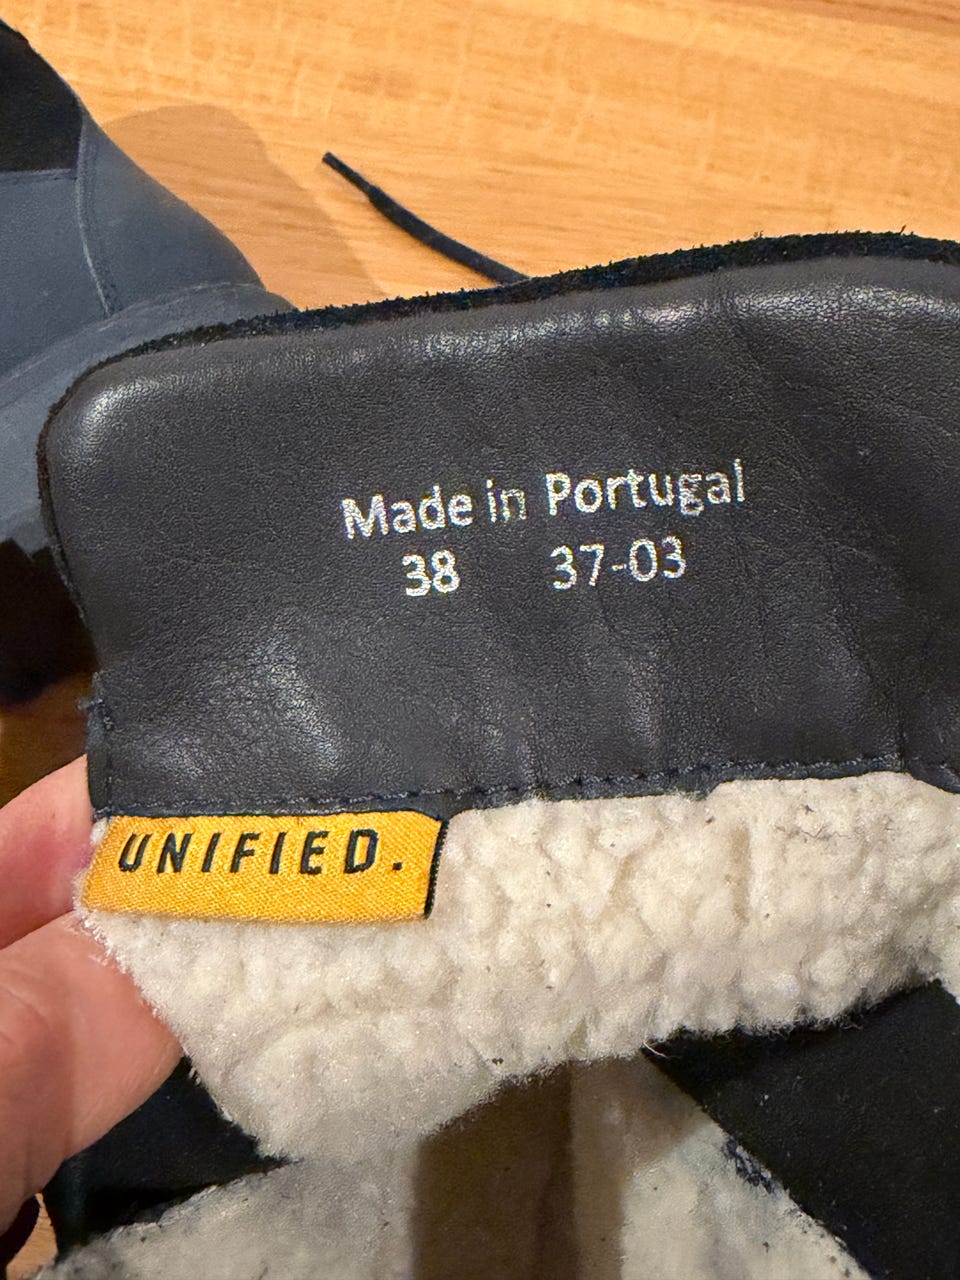 Made in Portugal
38 37-03
UNIFIED.